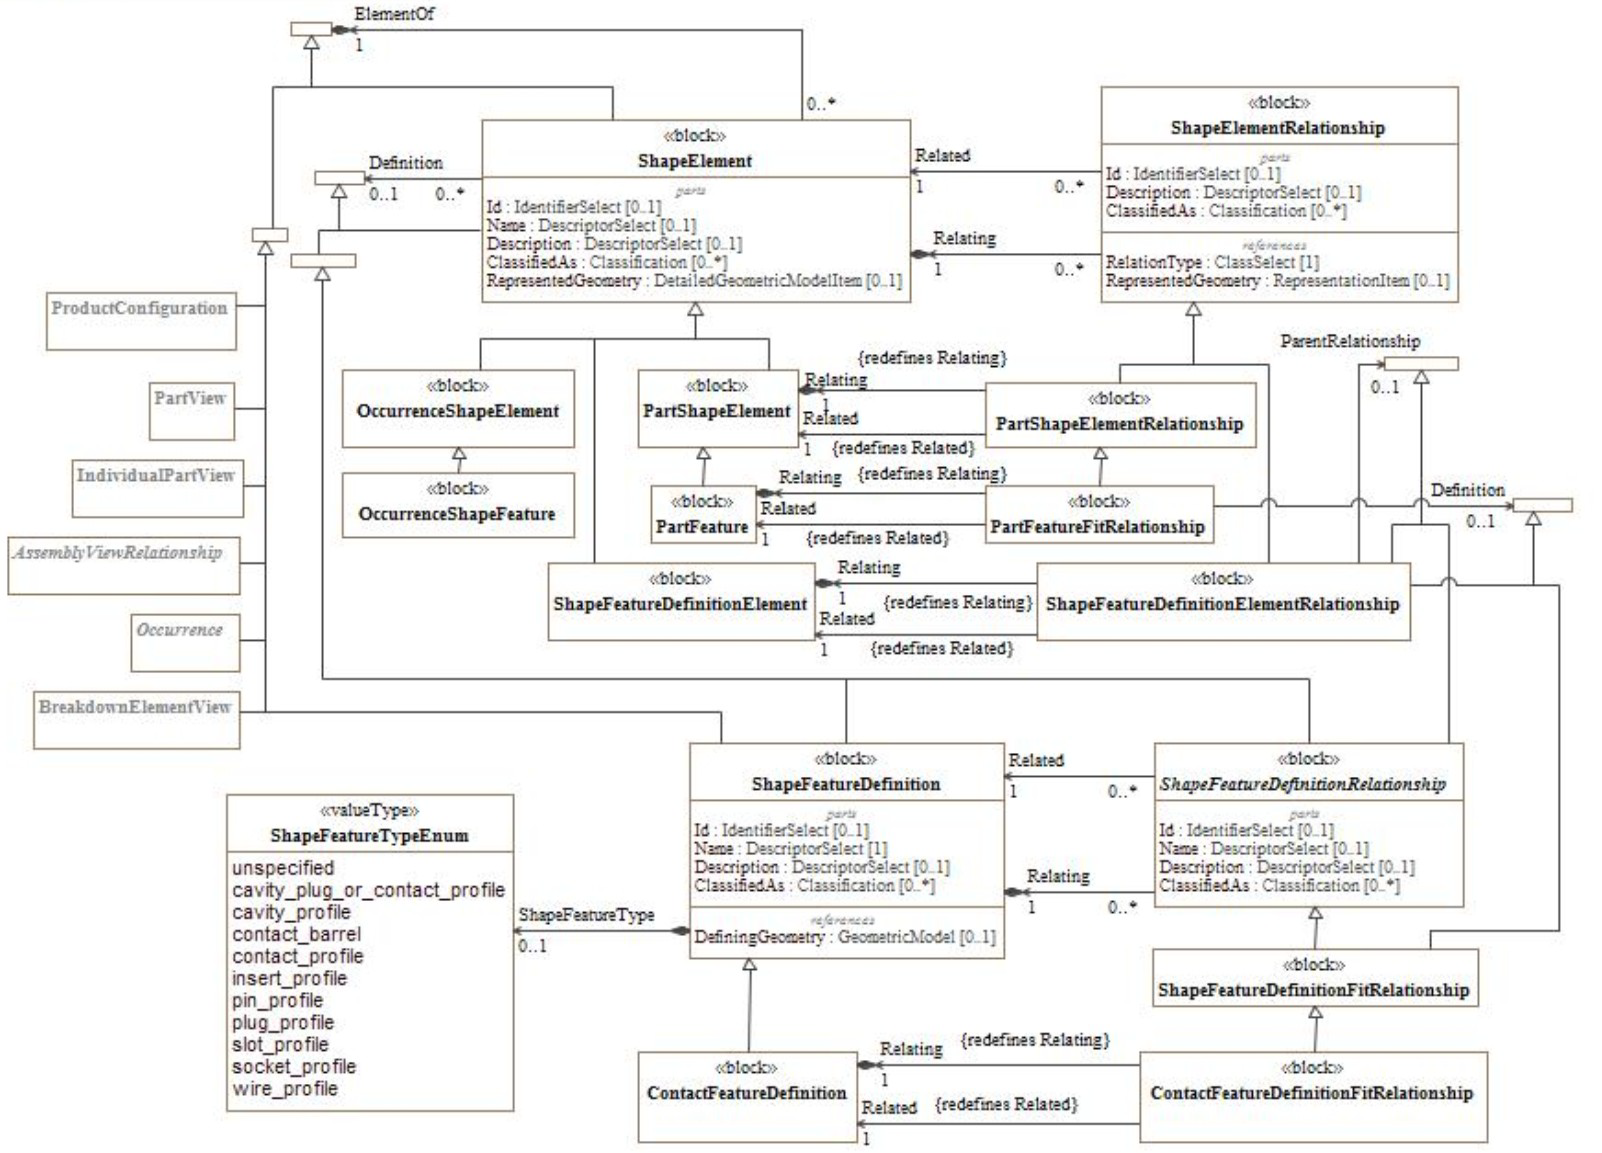 ElementOf
1
0..*
«block»
ShapeElement
parts
Id : IdentifierSelect [0..1]
Name : DescriptorSelect [0..1]
Description : DescriptorSelect [0..1]
ClassifiedAs : Classification [0..*]
RepresentedGeometry : DetailedGeometricModelItem [0..1]
Definition
0..1
0..*
«block»
ShapeElementRelationship
parts
Id : IdentifierSelect [0..1]
Description : DescriptorSelect [0..1]
ClassifiedAs : Classification [0..*]
references
RelationType : ClassSelect [1]
RepresentedGeometry : RepresentationItem [0..1]
Related
1
0..*
Relating
1
0..*
ProductConfiguration
PartView
IndividualPartView
AssemblyViewRelationship
Occurrence
BreakdownElementView
«block»
OccurrenceShapeElement
«block»
OccurrenceShapeFeature
«block»
PartShapeElement
{redefines Relating}
Relating
1
Related
1
{redefines Related}
«block»
PartShapeElementRelationship
ParentRelationship
0..1
«block»
PartFeature
Relating
{redefines Relating}
Related
1
{redefines Related}
«block»
PartFeatureFitRelationship
Definition
0..1
«block»
ShapeFeatureDefinitionElement
Relating
1
{redefines Relating}
Related
1
{redefines Related}
«block»
ShapeFeatureDefinitionElementRelationship
«block»
ShapeFeatureDefinition
parts
Id : IdentifierSelect [0..1]
Name : DescriptorSelect [1]
Description : DescriptorSelect [0..1]
ClassifiedAs : Classification [0..*]
references
DefiningGeometry : GeometricModel [0..1]
Related
1
0..*
Relating
1
0..*
«block»
ShapeFeatureDefinitionRelationship
parts
Id : IdentifierSelect [0..1]
Name : DescriptorSelect [0..1]
Description : DescriptorSelect [0..1]
ClassifiedAs : Classification [0..*]
«valueType»
ShapeFeatureTypeEnum
unspecified
cavity_plug_or_contact_profile
cavity_profile
contact_barrel
contact_profile
insert_profile
pin_profile
plug_profile
slot_profile
socket_profile
wire_profile
ShapeFeatureType
0..1
«block»
ShapeFeatureDefinitionFitRelationship
«block»
ContactFeatureDefinition
Relating
{redefines Relating}
1
Related
{redefines Related}
1
«block»
ContactFeatureDefinitionFitRelationship